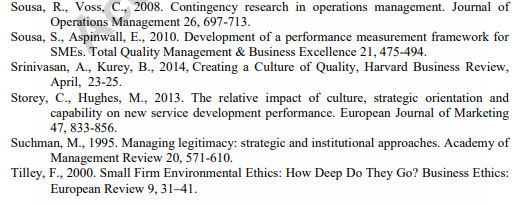 Sousa, R., Voss, C., 2008. Contingency research in operations management. Journal of
Operations Management 26, 697-713.
Sousa, S., Aspinwall, E., 2010. Development of a performance measurement framework for
SMEs. Total Quality Management & Business Excellence 21, 475-494.
Srinivasan, A., Kurey, B., 2014, Creating a Culture of Quality, Harvard Business Review,
April, 23-25.
Storey, C., Hughes, M., 2013. The relative impact of culture, strategic orientation and
capability on new service development performance. European Journal of Marketing
47, 833-856.
Suchman, M., 1995. Managing legitimacy: strategic and institutional approaches. Academy of
Management Review 20, 571-610.
Tilley, F., 2000. Small Firm Environmental Ethics: How Deep Do They Go? Business Ethics:
European Review 9, 31–41.